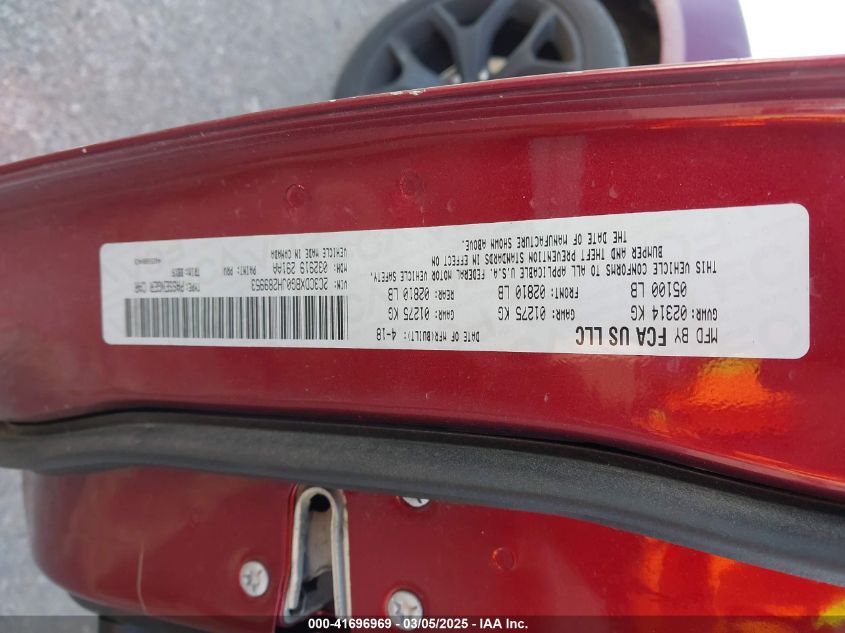 MFD BY FCA US LLC
DATE OF MFR(BUILT): 4-18
GVWR: 02314 KG
GAWR: 01275 KG
GAWR: 01275 KG
05100 LB
FRONT: 02810 LB
REAR: 02810 LB
THIS VEHICLE CONFORMS TO ALL APPLICABLE U.S.A. FEDERAL MOTOR VEHICLE SAFETY,
BUMPER AND THEFT PREVENTION STANDARDS IN EFFECT ON
THE DATE OF MANUFACTURE SHOWN ABOVE.
TYPE: PASSENGER CAR
VIN: 2C3CDXBG0JH289953
MDH: 032919 291AA
PAINT: PRV
TRIM:
VEHICLE MADE IN CANADA
000-41696969 - 03/05/2025 - IAA Inc.